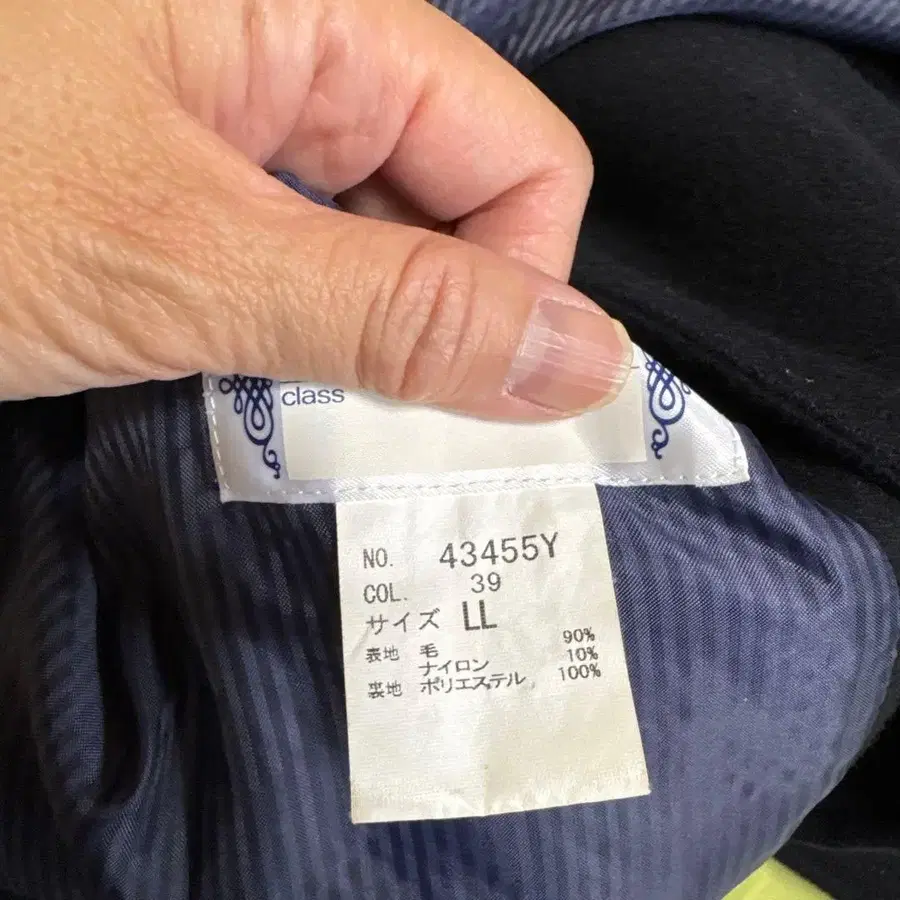 class
NO. 43455Y
COL. 39
サイズ LL
表地 毛 90%
ナイロン 10%
裏地 ポリエステル 100%